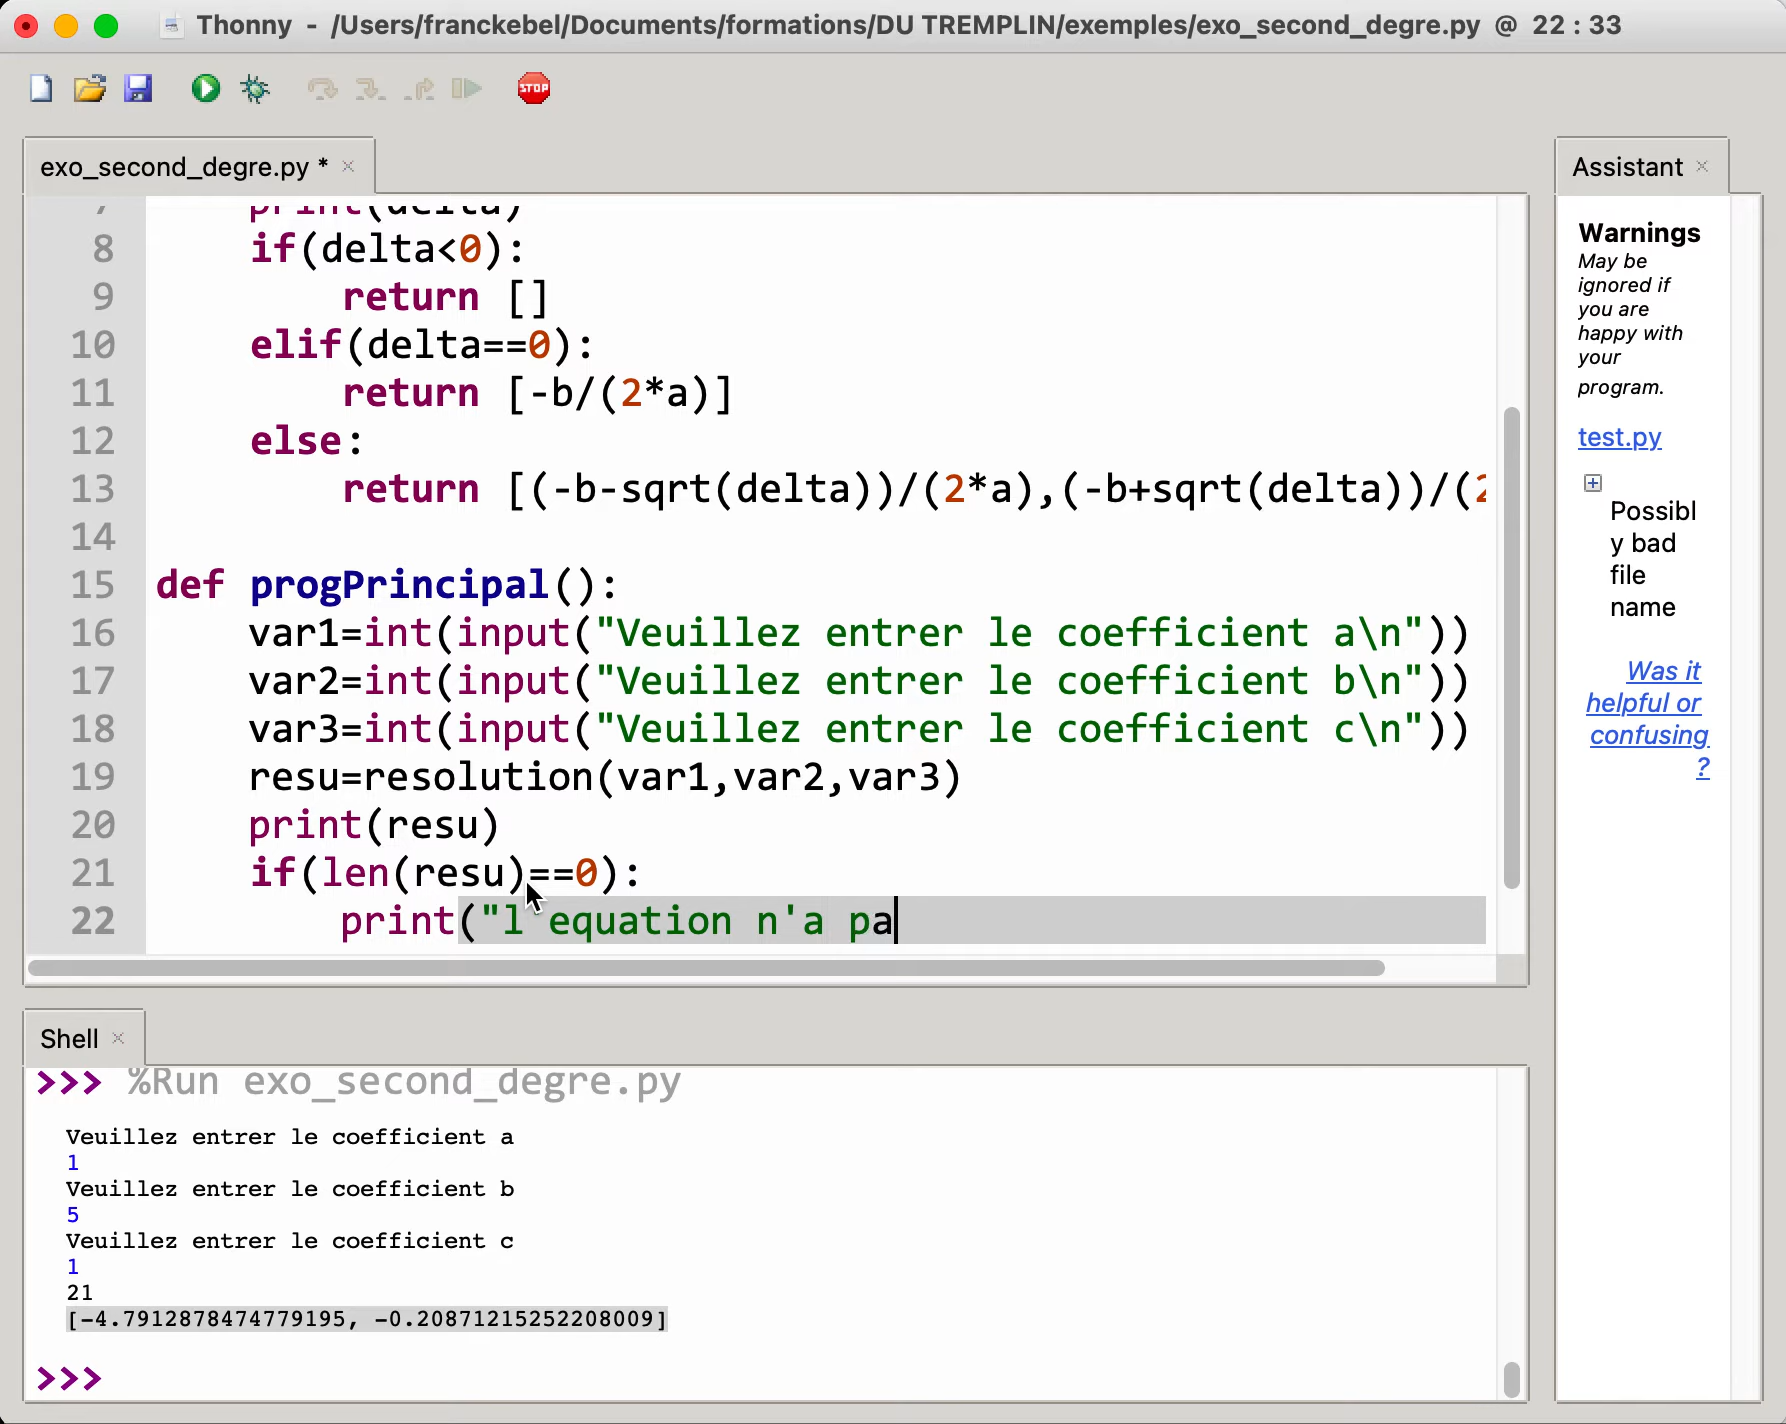 Thonny - /Users/franckebel/Documents/formations/DU TREMPLIN/exemples/exo_second_degre.py @ 22 : 33
STOP
exo_second_degre.py *
7 print(delta)
8 if(delta<0):
9 return []
10 elif(delta==0):
11 return [-b/(2*a)]
12 else:
13 return [(-b-sqrt(delta))/(2*a),(-b+sqrt(delta))/(2
14
15 def progPrincipal():
16 var1=int(input("Veuillez entrer le coefficient a\n"))
17 var2=int(input("Veuillez entrer le coefficient b\n"))
18 var3=int(input("Veuillez entrer le coefficient c\n"))
19 resu=resolution(var1,var2,var3)
20 print(resu)
21 if(len(resu)==0):
22 print("l'equation n'a pa
Shell
>>> %Run exo_second_degre.py
Veuillez entrer le coefficient a
1
Veuillez entrer le coefficient b
5
Veuillez entrer le coefficient c
1
21
[-4.7912878474779195, -0.20871215252208009]
>>>
Assistant
Warnings
May be
ignored if
you are
happy with
your
program.
test.py
Possibl
y bad
file
name
Was it
helpful or
confusing
?